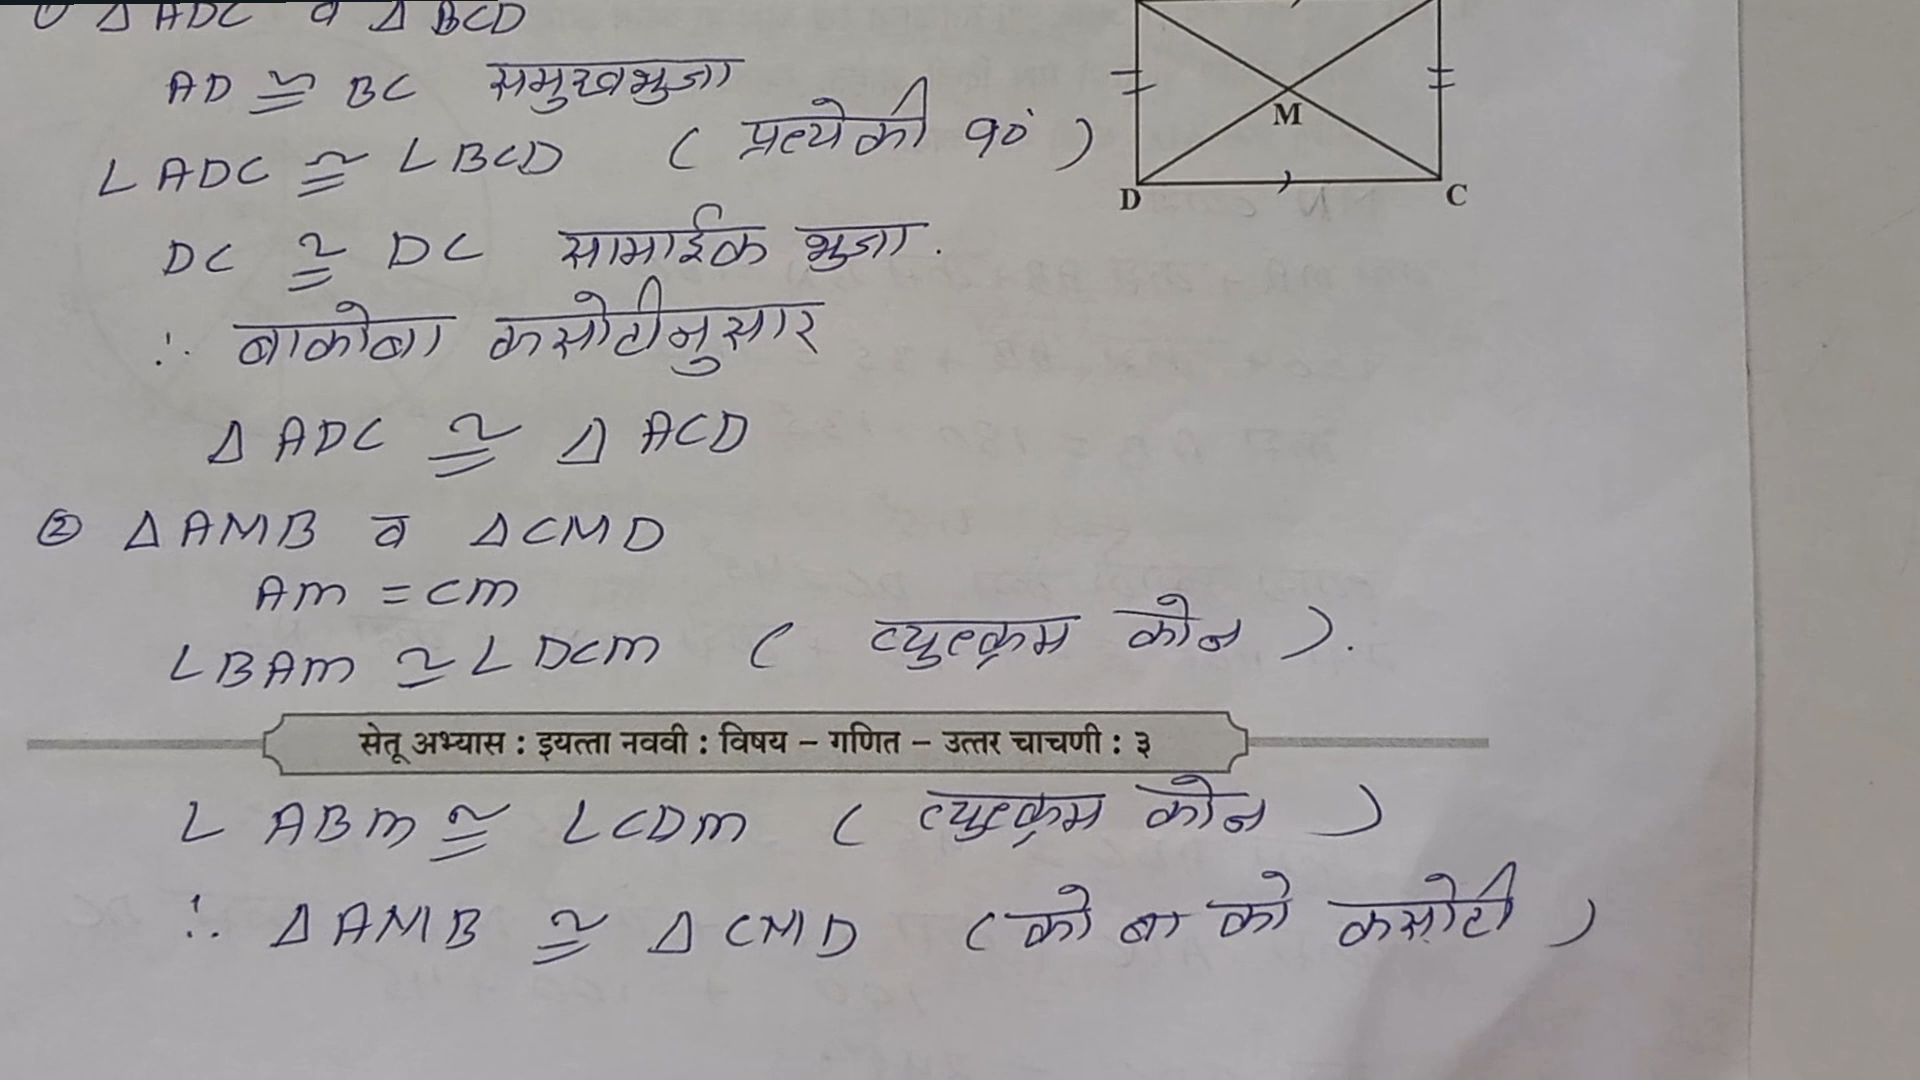 ① △ ADC व △ BCD
AD ≅ BC समुखभुजा
∠ ADC ≅ ∠ BCD ( प्रत्येकी ९०° )
DC ≅ DC सामाईक भुजा.
∴ बाकोबा कसोटीनुसार
△ ADC ≅ △ ACD
M
D C
② △ AMB व △ CMD
AM = CM
∠ BAM ≅ ∠ DCM ( व्युत्क्रम कोन ).
सेतू अभ्यास : इयत्ता नववी : विषय – गणित – उत्तर चाचणी : ३
∠ ABM ≅ ∠ CDM ( व्युत्क्रम कोन )
∴ △ AMB ≅ △ CMD ( को बा को कसोटी )